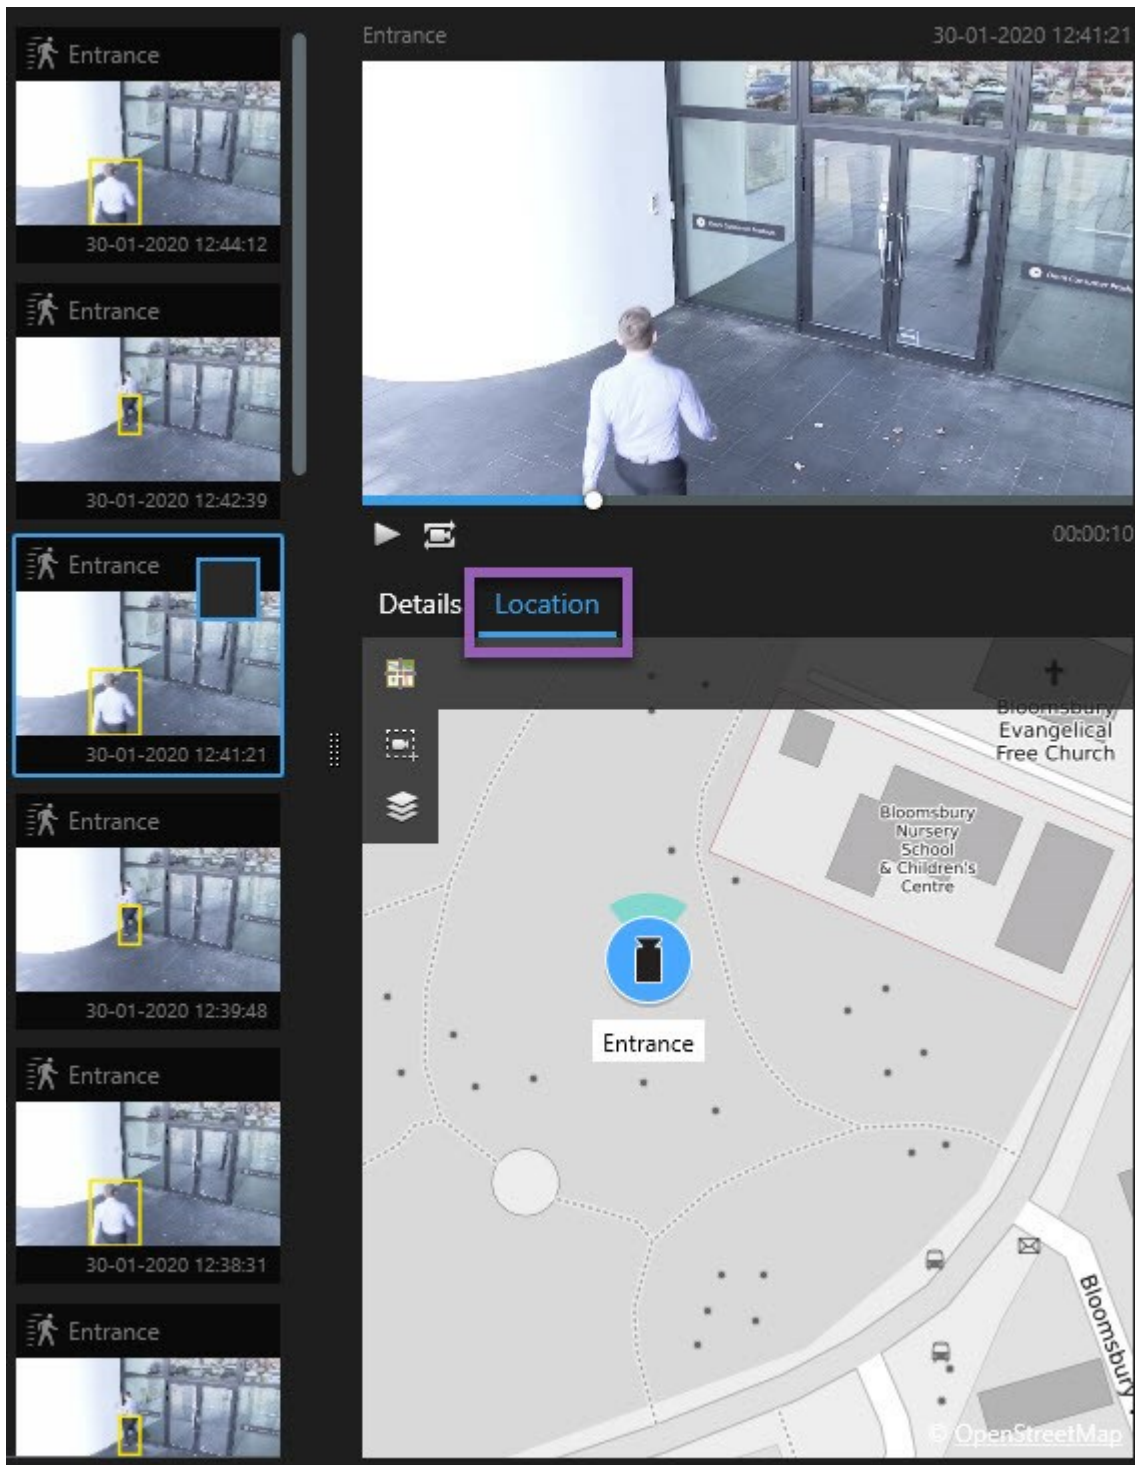 Entrance
30-01-2020 12:44:12
Entrance
30-01-2020 12:42:39
Entrance
30-01-2020 12:41:21
Entrance
30-01-2020 12:39:48
Entrance
30-01-2020 12:38:31
Entrance
Entrance
30-01-2020 12:41:21
00:00:10
Details
Location
Bloomsbury
Evangelical
Free Church
Bloomsbury
Nursery
School
& Children's
Centre
Entrance
Bloomsbury
© OpenStreetMap